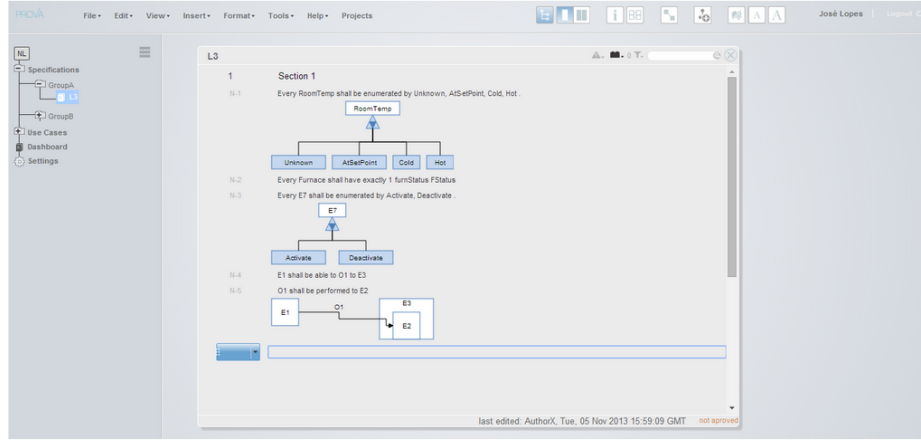 PROVA
File Edit View Insert Format Tools Help Projects
José Lopes Logout
NL
Specifications
GroupA
L3
GroupB
Use Cases
Dashboard
Settings
L3
0 T
1 Section 1
N-1 Every RoomTemp shall be enumerated by Unknown, AtSetPoint, Cold, Hot .
RoomTemp
Unknown AtSetPoint Cold Hot
N-2 Every Furnace shall have exactly 1 furnStatus FStatus
N-3 Every E7 shall be enumerated by Activate, Deactivate .
E7
Activate Deactivate
N-4 E1 shall be able to O1 to E3
N-5 O1 shall be performed to E2
E1 O1 E3
E2
last edited: AuthorX, Tue, 05 Nov 2013 15:59:09 GMT not aproved